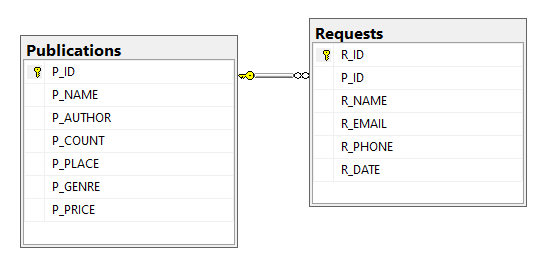 Publications
P_ID
P_NAME
P_AUTHOR
P_COUNT
P_PLACE
P_GENRE
P_PRICE
Requests
R_ID
P_ID
R_NAME
R_EMAIL
R_PHONE
R_DATE